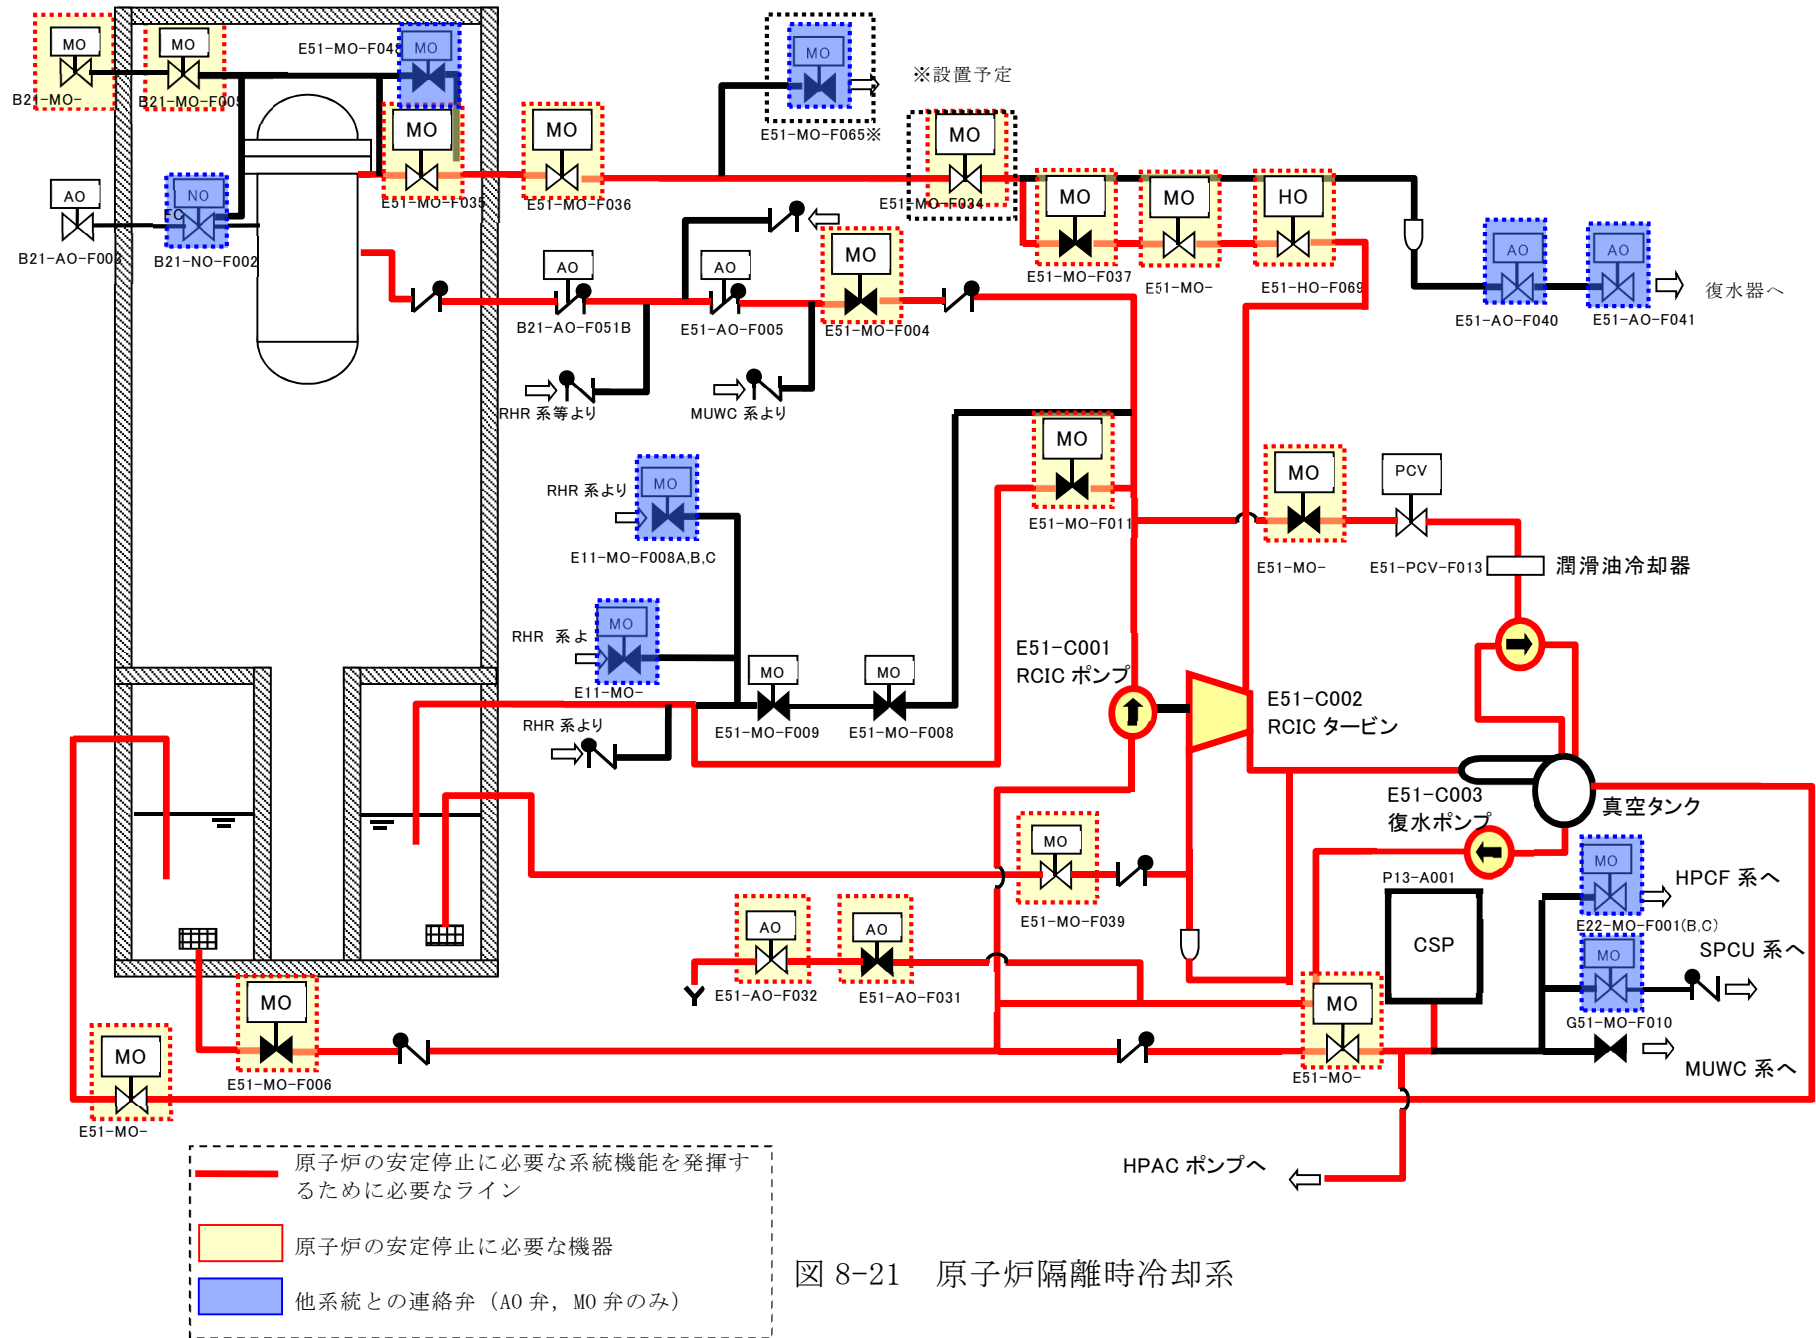 MO
MO
E51-MO-F048
MO
B21-MO-
B21-MO-F005
MO
E51-MO-F065※
※設置予定
MO
E51-MO-F035
MO
E51-MO-F036
MO
E51-MO-F034
AO
B21-AO-F003
NO
FC
B21-NO-F002
MO
E51-MO-F037
MO
E51-MO-
HO
E51-HO-F069
AO
E51-AO-F040
AO
E51-AO-F041
復水器へ
AO
B21-AO-F051B
AO
E51-AO-F005
MO
E51-MO-F004
RHR 系等より
MUWC 系より
MO
E51-MO-F011
RHR 系より
MO
E11-MO-F008A,B,C
MO
E51-MO-
PCV
E51-PCV-F013
潤滑油冷却器
RHR 系よ
MO
E11-MO-
RHR 系より
MO
E51-MO-F009
MO
E51-MO-F008
E51-C001
RCIC ポンプ
E51-C002
RCIC タービン
E51-C003
復水ポンプ
真空タンク
MO
E51-MO-F039
P13-A001
CSP
MO
E22-MO-F001(B,C)
HPCF 系へ
MO
G51-MO-F010
SPCU 系へ
MUWC 系へ
AO
E51-AO-F032
AO
E51-AO-F031
MO
E51-MO-
MO
E51-MO-F006
MO
E51-MO-
HPAC ポンプへ
原子炉の安定停止に必要な系統機能を発揮す
るために必要なライン
原子炉の安定停止に必要な機器
他系統との連絡弁（AO 弁，MO 弁のみ）
図 8-21　原子炉隔離時冷却系